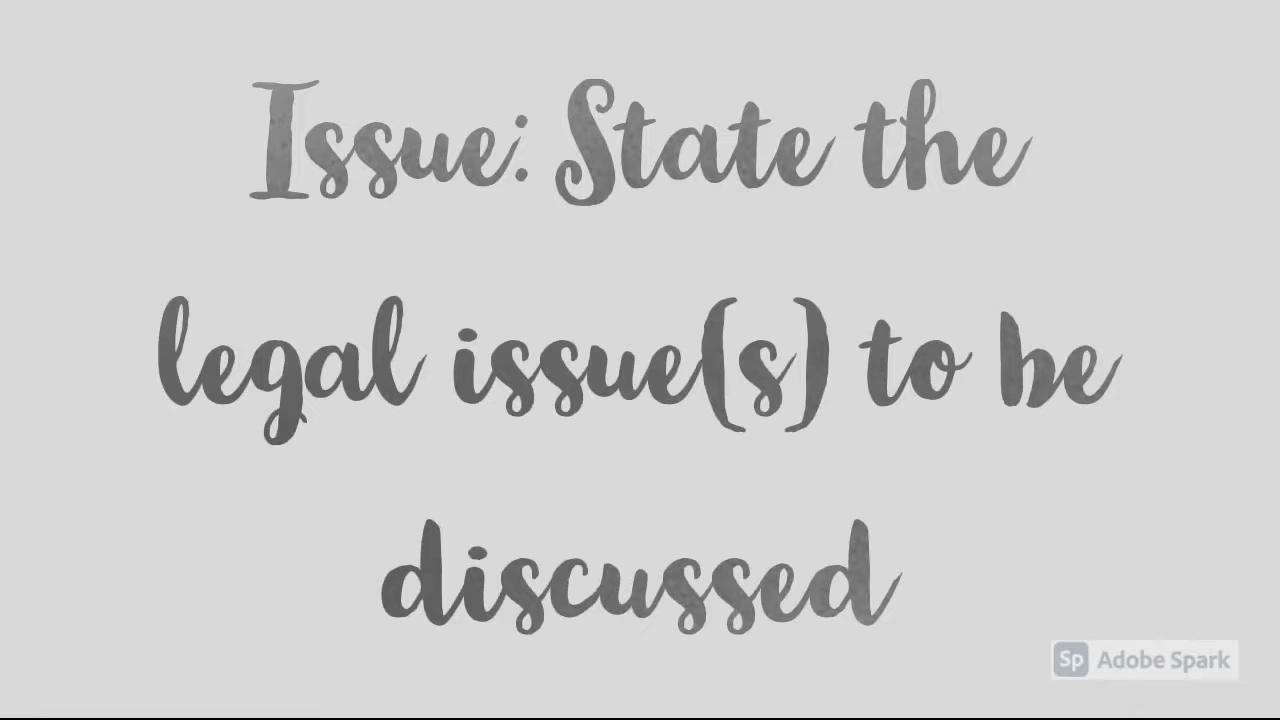 Issue: State the
legal issue(s) to be
discussed
Sp Adobe Spark